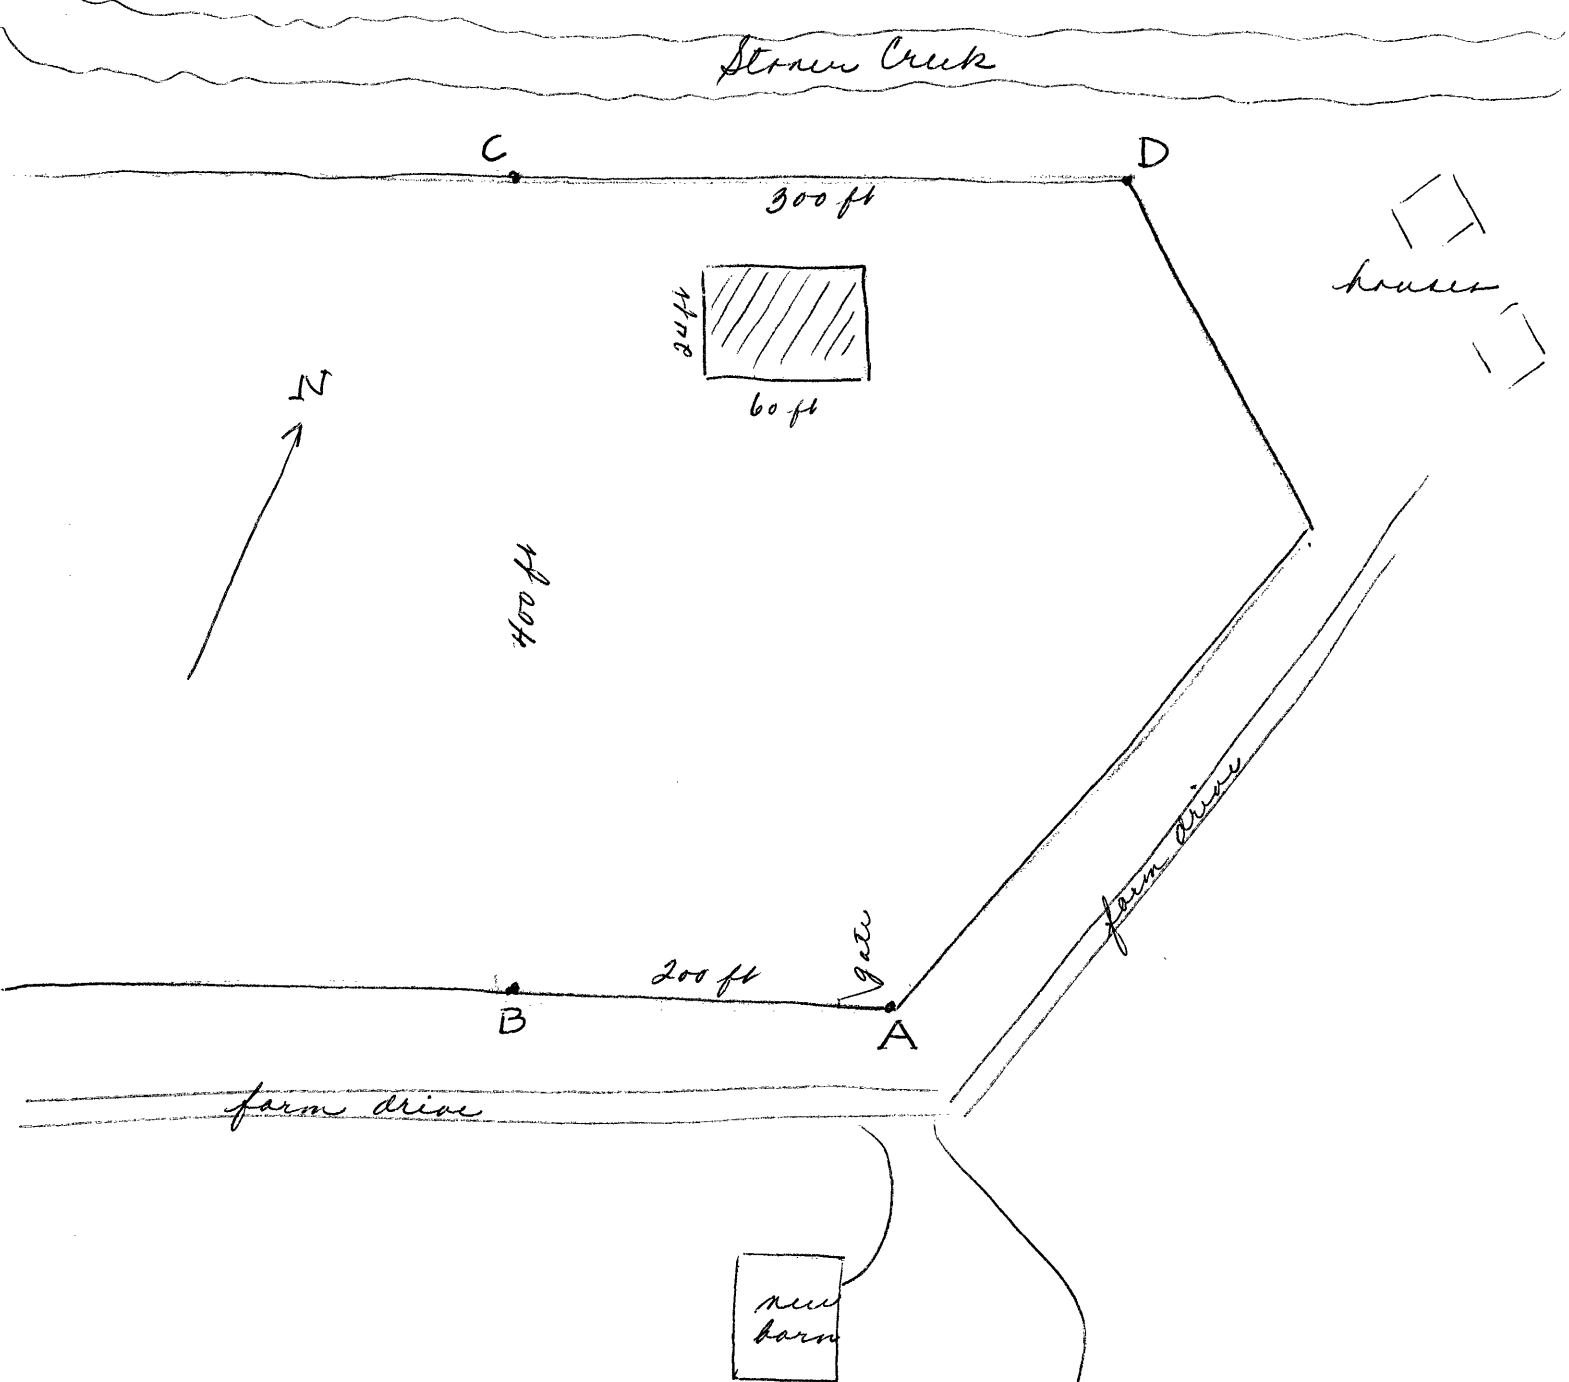 Stoner Creek
C
D
300 ft
houses
24 ft
60 ft
N
400 ft
farm drive
gate
200 ft
B
A
farm drive
new
barn